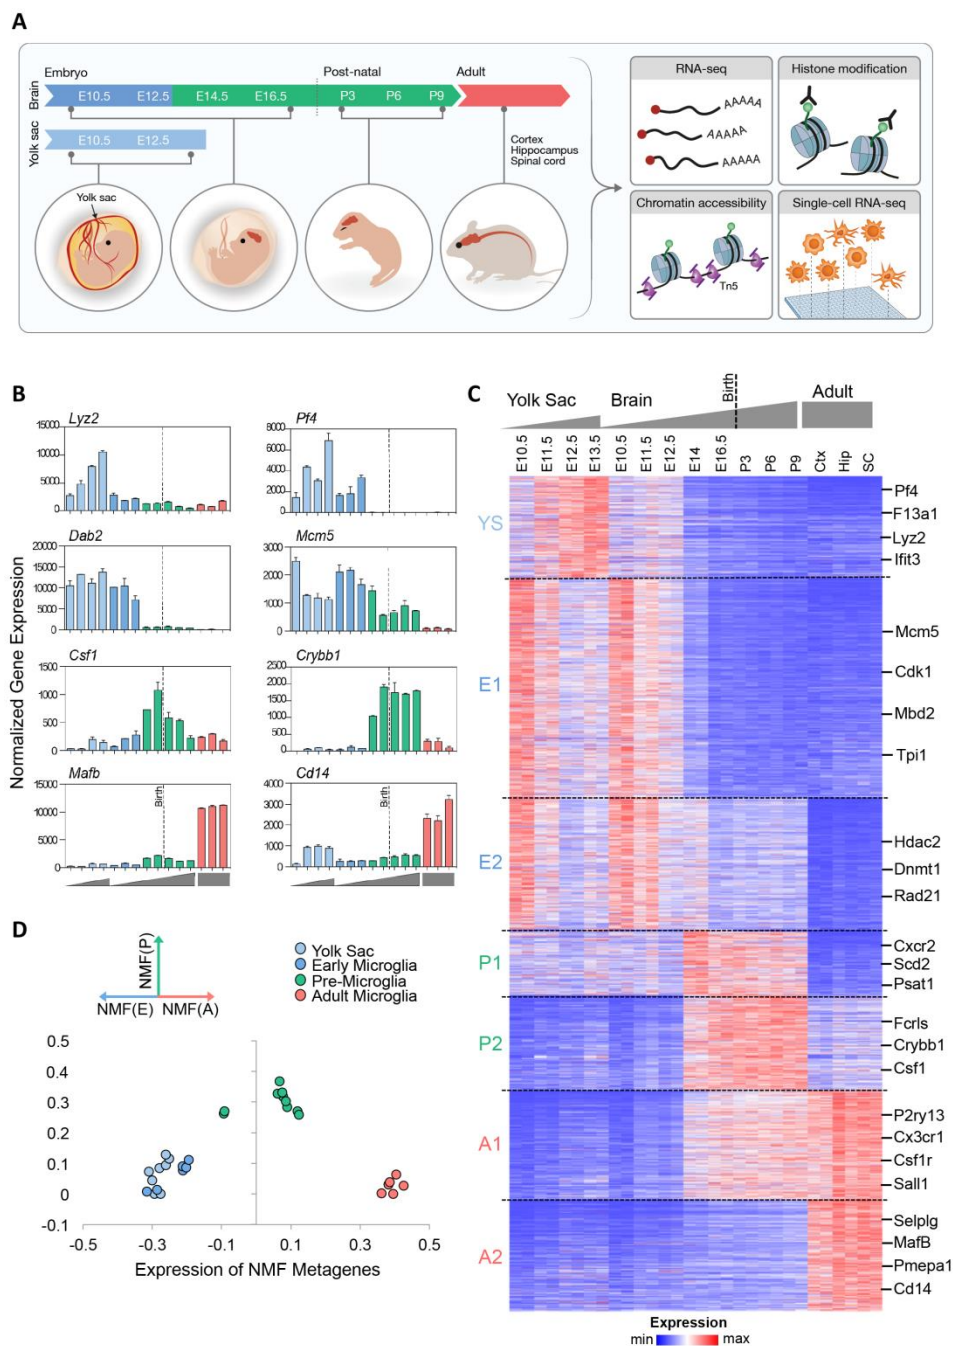 A
Embryo
Post-natal
Adult
Brain
E10.5
E12.5
E14.5
E16.5
P3
P6
P9
Yolk sac
E10.5
E12.5
Cortex
Hippocampus
Spinal cord
Yolk sac
RNA-seq
AAAAA
AAAAA
AAAAA
Histone modification
Chromatin accessibility
Tn5
Single-cell RNA-seq
B
Normalized Gene Expression
Lyz2
15000
10000
5000
0
Pf4
8000
6000
4000
2000
0
Dab2
20000
15000
10000
5000
0
Mcm5
3000
2000
1000
0
Csf1
1500
1000
500
0
Crybb1
2500
2000
1500
1000
500
0
Mafb
15000
10000
5000
0
Birth
Cd14
4000
3000
2000
1000
0
Birth
C
Yolk Sac
Brain
Birth
Adult
E10.5
E11.5
E12.5
E13.5
E10.5
E11.5
E12.5
E14
E16.5
P3
P6
P9
Ctx
Hip
SC
YS
Pf4
F13a1
Lyz2
Ifit3
E1
Mcm5
Cdk1
Mbd2
Tpi1
E2
Hdac2
Dnmt1
Rad21
P1
Cxcr2
Scd2
Psat1
P2
Fcrls
Crybb1
Csf1
A1
P2ry13
Cx3cr1
Csf1r
Sall1
A2
Selplg
MafB
Pmepa1
Cd14
Expression
min
max
D
NMF(P)
NMF(E)
NMF(A)
Yolk Sac
Early Microglia
Pre-Microglia
Adult Microglia
0.5
0.4
0.3
0.2
0.1
0
-0.1
-0.5
-0.3
-0.1
0.1
0.3
0.5
Expression of NMF Metagenes